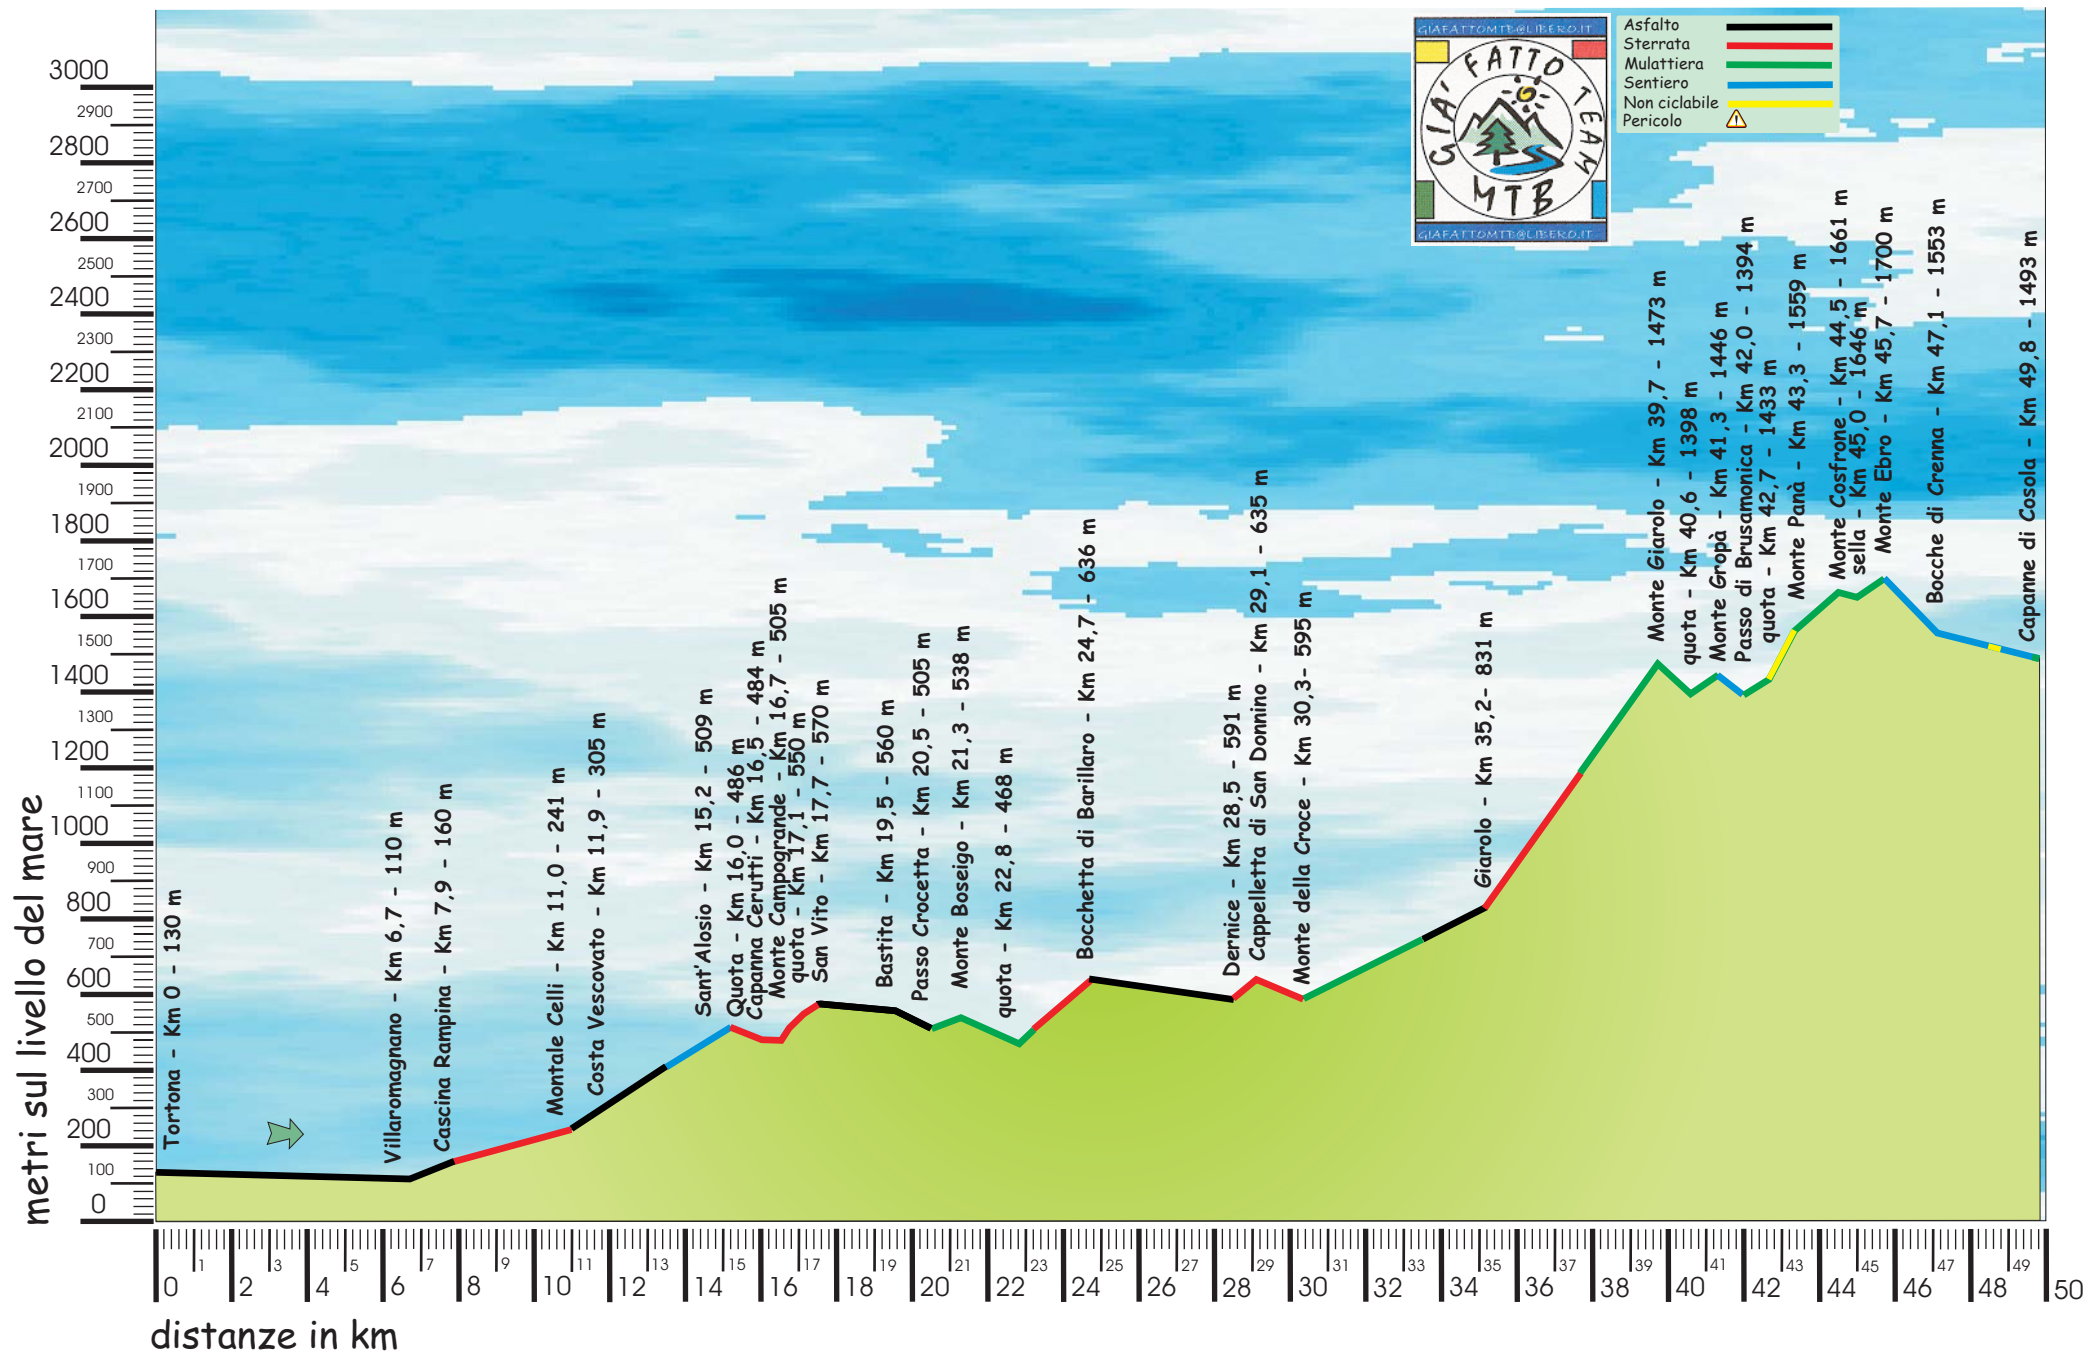 GIAFATTOMTB@LIBERO.IT
GIA' FATTO TEAM
MTB
GIAFATTOMTB@LIBERO.IT
Asfalto
Sterrata
Mulattiera
Sentiero
Non ciclabile
Pericolo
metri sul livello del mare
3000
2900
2800
2700
2600
2500
2400
2300
2200
2100
2000
1900
1800
1700
1600
1500
1400
1300
1200
1100
1000
900
800
700
600
500
400
300
200
100
0
Tortona - Km 0 - 130 m
Villaromagnano - Km 6,7 - 110 m
Cascina Rampina - Km 7,9 - 160 m
Montale Celli - Km 11,0 - 241 m
Costa Vescovato - Km 11,9 - 305 m
Sant'Alosio - Km 15,2 - 509 m
Quota - Km 16,0 - 486 m
Capanna Cerutti - Km 16,5 - 484 m
Monte Campogrande - Km 16,7 - 505 m
quota - Km 17,1 - 550 m
San Vito - Km 17,7 - 570 m
Bastita - Km 19,5 - 560 m
Passo Crocetta - Km 20,5 - 505 m
Monte Boseigo - Km 21,3 - 538 m
quota - Km 22,8 - 468 m
Bocchetta di Barillaro - Km 24,7 - 636 m
Dernice - Km 28,5 - 591 m
Cappelletta di San Donnino - Km 29,1 - 635 m
Monte della Croce - Km 30,3- 595 m
Giarolo - Km 35,2- 831 m
Monte Giarolo - Km 39,7 - 1473 m
quota - Km 40,6 - 1398 m
Monte Gropà - Km 41,3 - 1446 m
Passo di Brusamonica - Km 42,0 - 1394 m
quota - Km 42,7 - 1433 m
Monte Panà - Km 43,3 - 1559 m
Monte Cosfrone - Km 44,5 - 1661 m
sella - Km 45,0 - 1646 m
Monte Ebro - Km 45,7 - 1700 m
Bocche di Crenna - Km 47,1 - 1553 m
Capanne di Cosola - Km 49,8 - 1493 m
0 1 2 3 4 5 6 7 8 9 10 11 12 13 14 15 16 17 18 19 20 21 22 23 24 25 26 27 28 29 30 31 32 33 34 35 36 37 38 39 40 41 42 43 44 45 46 47 48 49 50
distanze in km